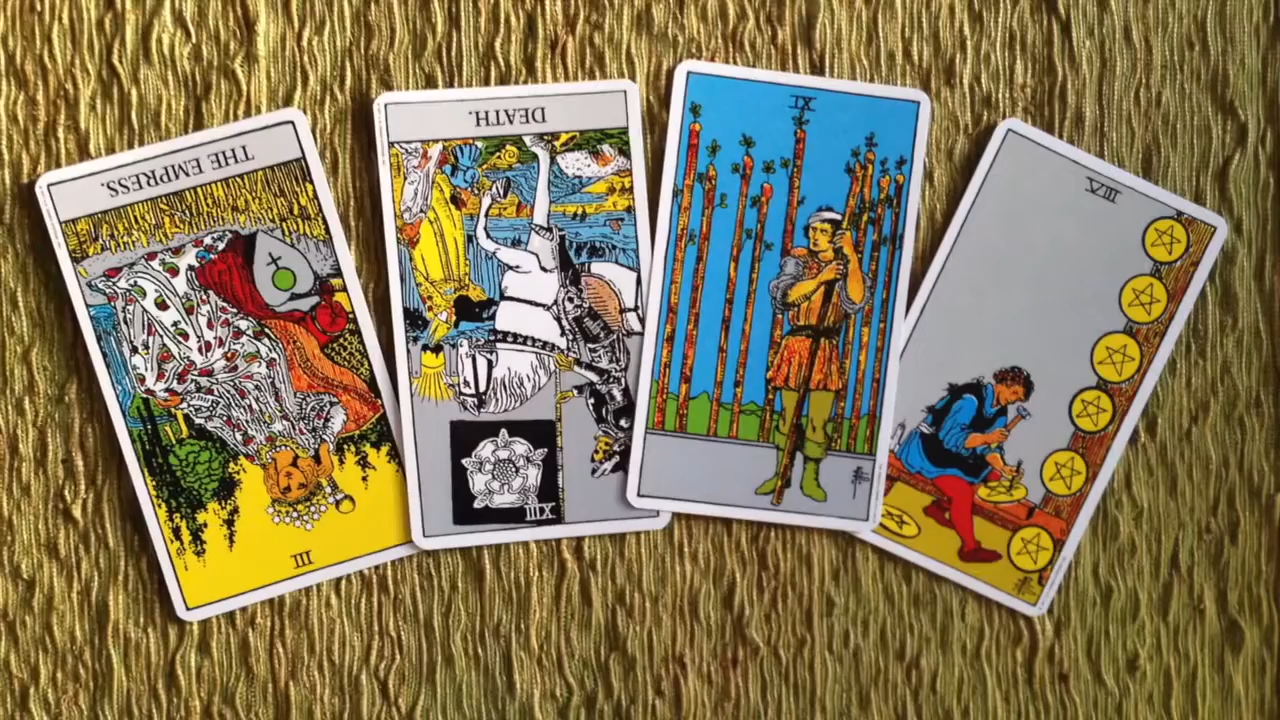 THE EMPRESS.
III
DEATH.
XIII
IX
VIII